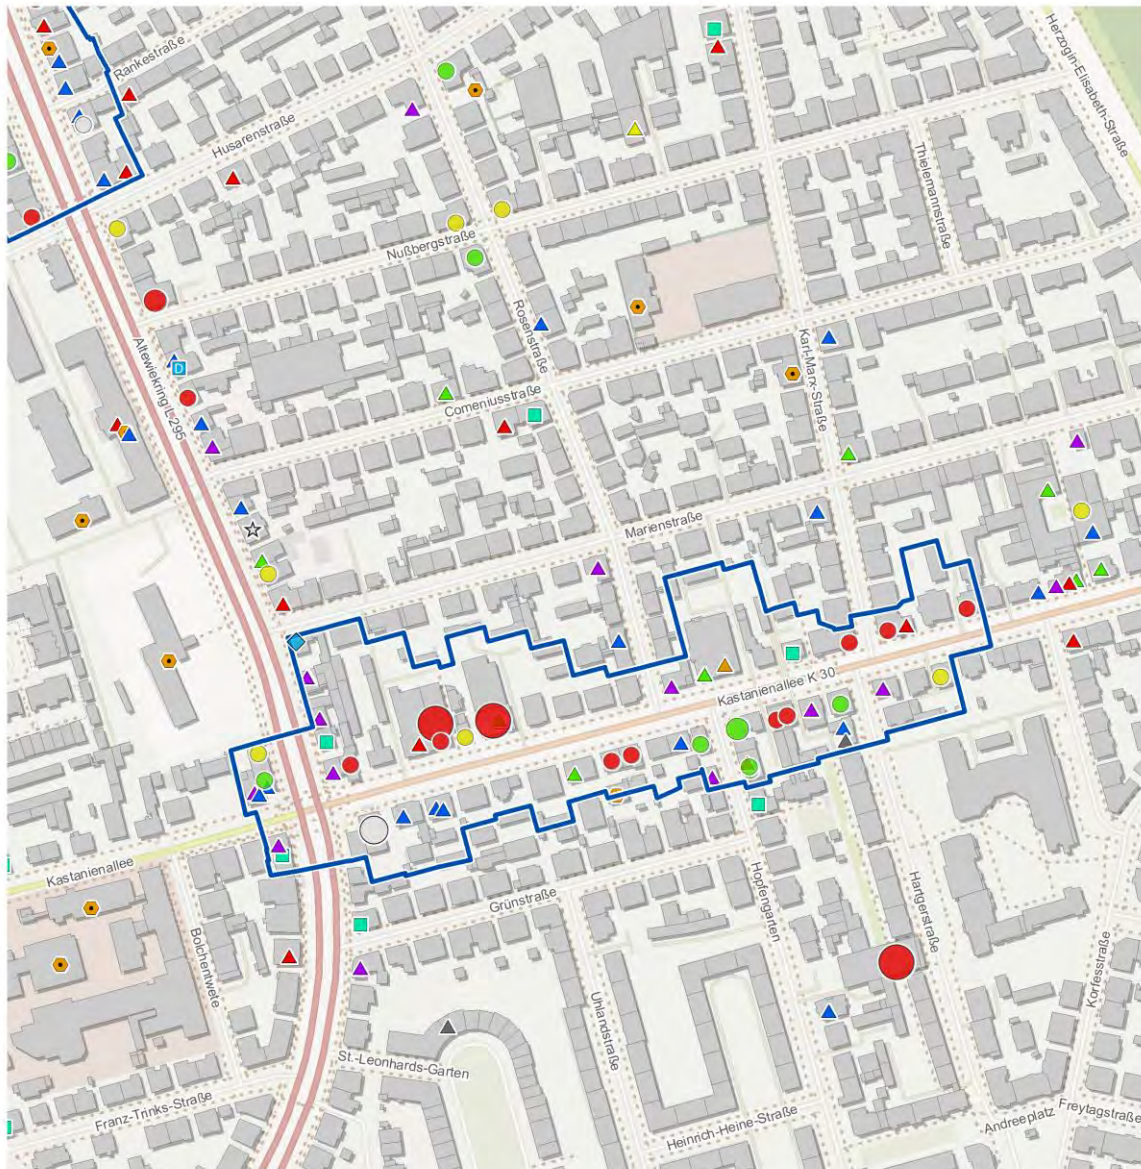 Rankestraße
Herzogin-Elisabeth-Straße
Husarenstraße
Thielemannstraße
Nußbergstraße
Rosenstraße
Altewiekring L 295
Karl-Marx-Straße
D
Comeniusstraße
Marienstraße
Kastanienallee K 30
Kastanienallee
Grünstraße
Hopfengarten
Hartgerstraße
Bolchentwete
Korfesstraße
Uhlandstraße
St.-Leonhards-Garten
Franz-Trinks-Straße
Heinrich-Heine-Straße
Andreeplatz
Freytagstraße